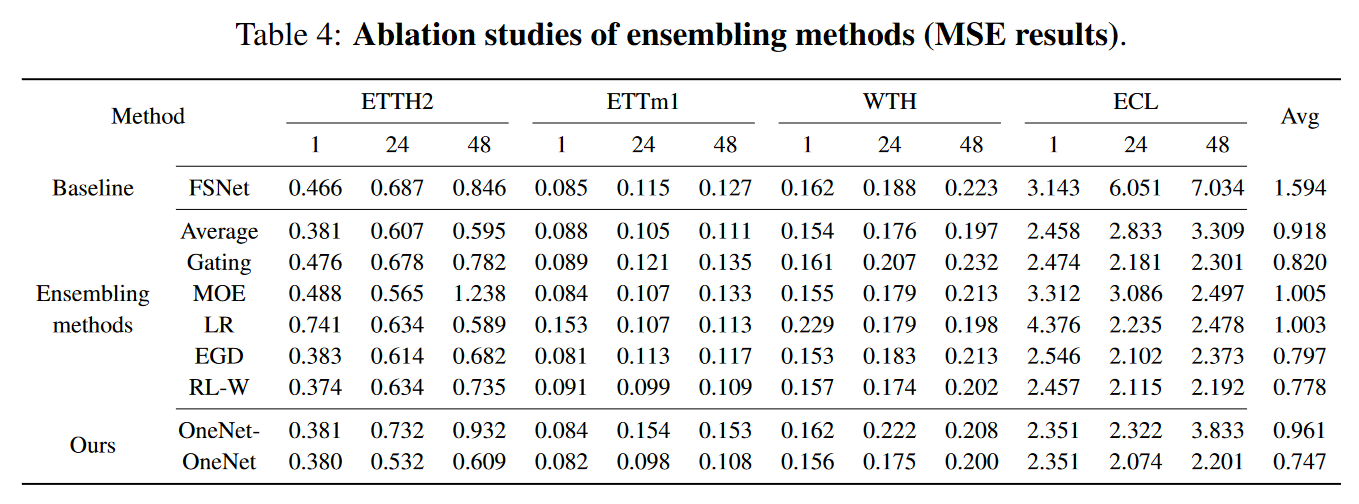 Table 4: Ablation studies of ensembling methods (MSE results).
Method ETTH2 ETTm1 WTH ECL Avg
1 24 48 1 24 48 1 24 48 1 24 48
Baseline FSNet 0.466 0.687 0.846 0.085 0.115 0.127 0.162 0.188 0.223 3.143 6.051 7.034 1.594
Average 0.381 0.607 0.595 0.088 0.105 0.111 0.154 0.176 0.197 2.458 2.833 3.309 0.918
Gating 0.476 0.678 0.782 0.089 0.121 0.135 0.161 0.207 0.232 2.474 2.181 2.301 0.820
Ensembling MOE 0.488 0.565 1.238 0.084 0.107 0.133 0.155 0.179 0.213 3.312 3.086 2.497 1.005
methods LR 0.741 0.634 0.589 0.153 0.107 0.113 0.229 0.179 0.198 4.376 2.235 2.478 1.003
EGD 0.383 0.614 0.682 0.081 0.113 0.117 0.153 0.183 0.213 2.546 2.102 2.373 0.797
RL-W 0.374 0.634 0.735 0.091 0.099 0.109 0.157 0.174 0.202 2.457 2.115 2.192 0.778
Ours OneNet- 0.381 0.732 0.932 0.084 0.154 0.153 0.162 0.222 0.208 2.351 2.322 3.833 0.961
OneNet 0.380 0.532 0.609 0.082 0.098 0.108 0.156 0.175 0.200 2.351 2.074 2.201 0.747